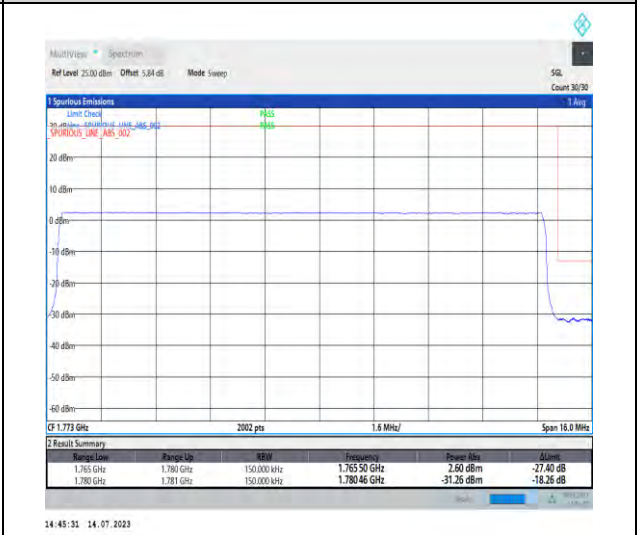 MultiView Spectrum
Ref Level 25.00 dBm Offset 5.84 dB Mode Sweep SGL
Count 30/30
1 Spurious Emissions 1 Avg
Limit Check PASS
SPURIOUS_LINE_ABS_002 PASS
SPURIOUS_LINE_ABS_002
20 dBm
10 dBm
0 dBm
-10 dBm
-20 dBm
-30 dBm
-40 dBm
-50 dBm
-60 dBm
CF 1.773 GHz 2002 pts 1.6 MHz/ Span 16.0 MHz
2 Result Summary
Range Low Range Up RBW Frequency Power Abs ΔLimit
1.765 GHz 1.780 GHz 150.000 kHz 1.765 50 GHz 2.60 dBm -27.40 dB
1.780 GHz 1.781 GHz 150.000 kHz 1.780 46 GHz -31.26 dBm -18.26 dB
14:45:31 14.07.2023